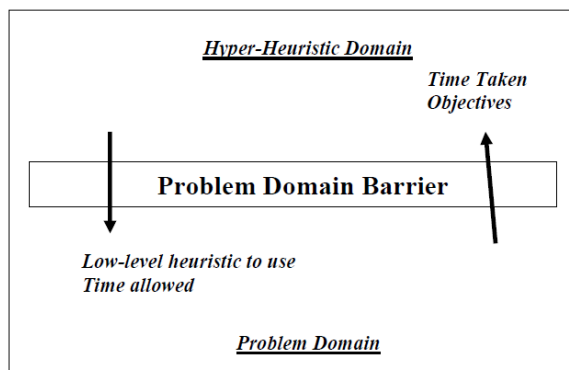 Hyper-Heuristic Domain
Time Taken
Objectives
Problem Domain Barrier
Low-level heuristic to use
Time allowed
Problem Domain